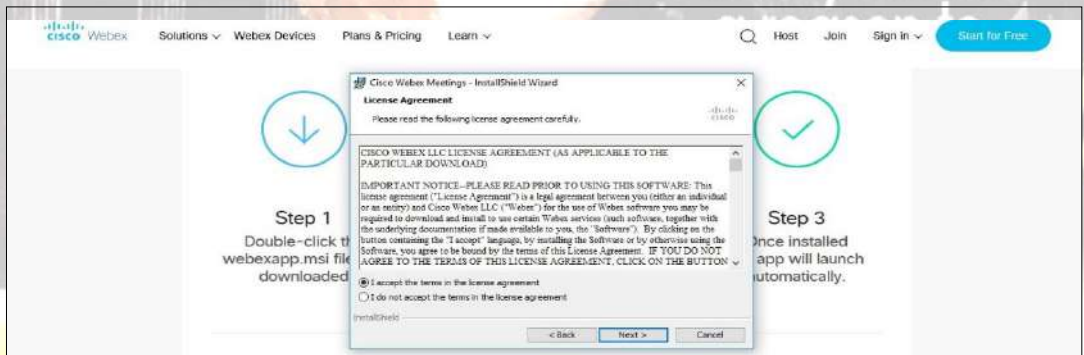 CISCO Webex Solutions Webex Devices Plans & Pricing Learn Host Join Sign in Start for Free
Cisco Webex Meetings - InstallShield Wizard
License Agreement
Please read the following license agreement carefully.
CISCO
CISCO WEBEX LLC LICENSE AGREEMENT (AS APPLICABLE TO THE
PARTICULAR DOWNLOAD)
IMPORTANT NOTICE--PLEASE READ PRIOR TO USING THIS SOFTWARE: This
license agreement ("License Agreement") is a legal agreement between you (either an individual
or an entity) and Cisco Webex LLC ("Webex") for the use of Webex software you may be
required to download and install to use certain Webex services (such software, together with
the underlying documentation if made available to you, the "Software"). By clicking on the
button containing the "I accept" language, by installing the Software or by otherwise using the
Software, you agree to be bound by the terms of this License Agreement. IF YOU DO NOT
AGREE TO THE TERMS OF THIS LICENSE AGREEMENT, CLICK ON THE BUTTON
I accept the terms in the license agreement
I do not accept the terms in the license agreement
InstallShield
< Back Next > Cancel
Step 1
Double-click
webexapp.msi
downloaded
Step 3
Once installed
app will launch
automatically.